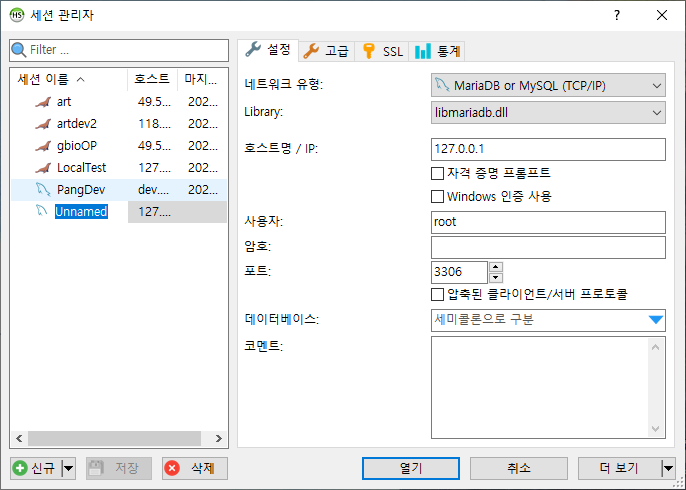 HS 세션 관리자
Filter ...
세션 이름 호스트 마지...
art 49.5... 202...
artdev2 118.... 202...
gbioOP 49.5... 202...
LocalTest 127.... 202...
PangDev dev.... 202...
Unnamed 127....
신규 저장 삭제
설정 고급 SSL 통계
네트워크 유형: MariaDB or MySQL (TCP/IP)
Library: libmariadb.dll
호스트명 / IP: 127.0.0.1
자격 증명 프롬프트
Windows 인증 사용
사용자: root
암호:
포트: 3306
압축된 클라이언트/서버 프로토콜
데이터베이스: 세미콜론으로 구분
코멘트:
열기 취소 더 보기